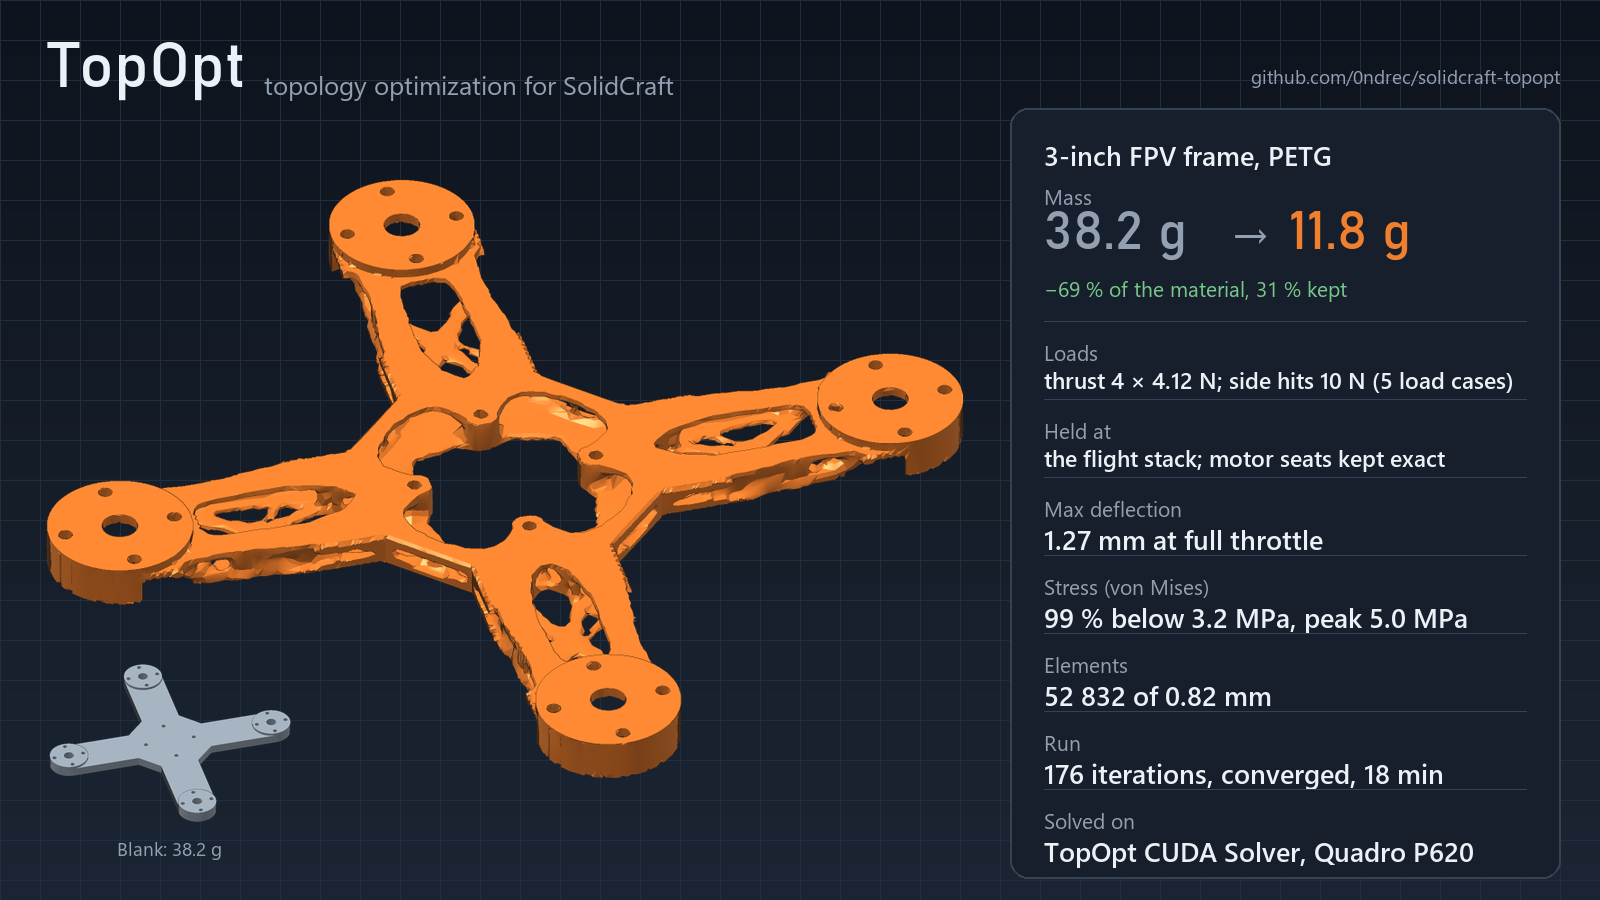 TopOpt topology optimization for SolidCraft
github.com/0ndrec/solidcraft-topopt
3-inch FPV frame, PETG
Mass
38.2 g → 11.8 g
−69 % of the material, 31 % kept
Loads
thrust 4 × 4.12 N; side hits 10 N (5 load cases)
Held at
the flight stack; motor seats kept exact
Max deflection
1.27 mm at full throttle
Stress (von Mises)
99 % below 3.2 MPa, peak 5.0 MPa
Elements
52 832 of 0.82 mm
Run
176 iterations, converged, 18 min
Solved on
TopOpt CUDA Solver, Quadro P620
Blank: 38.2 g